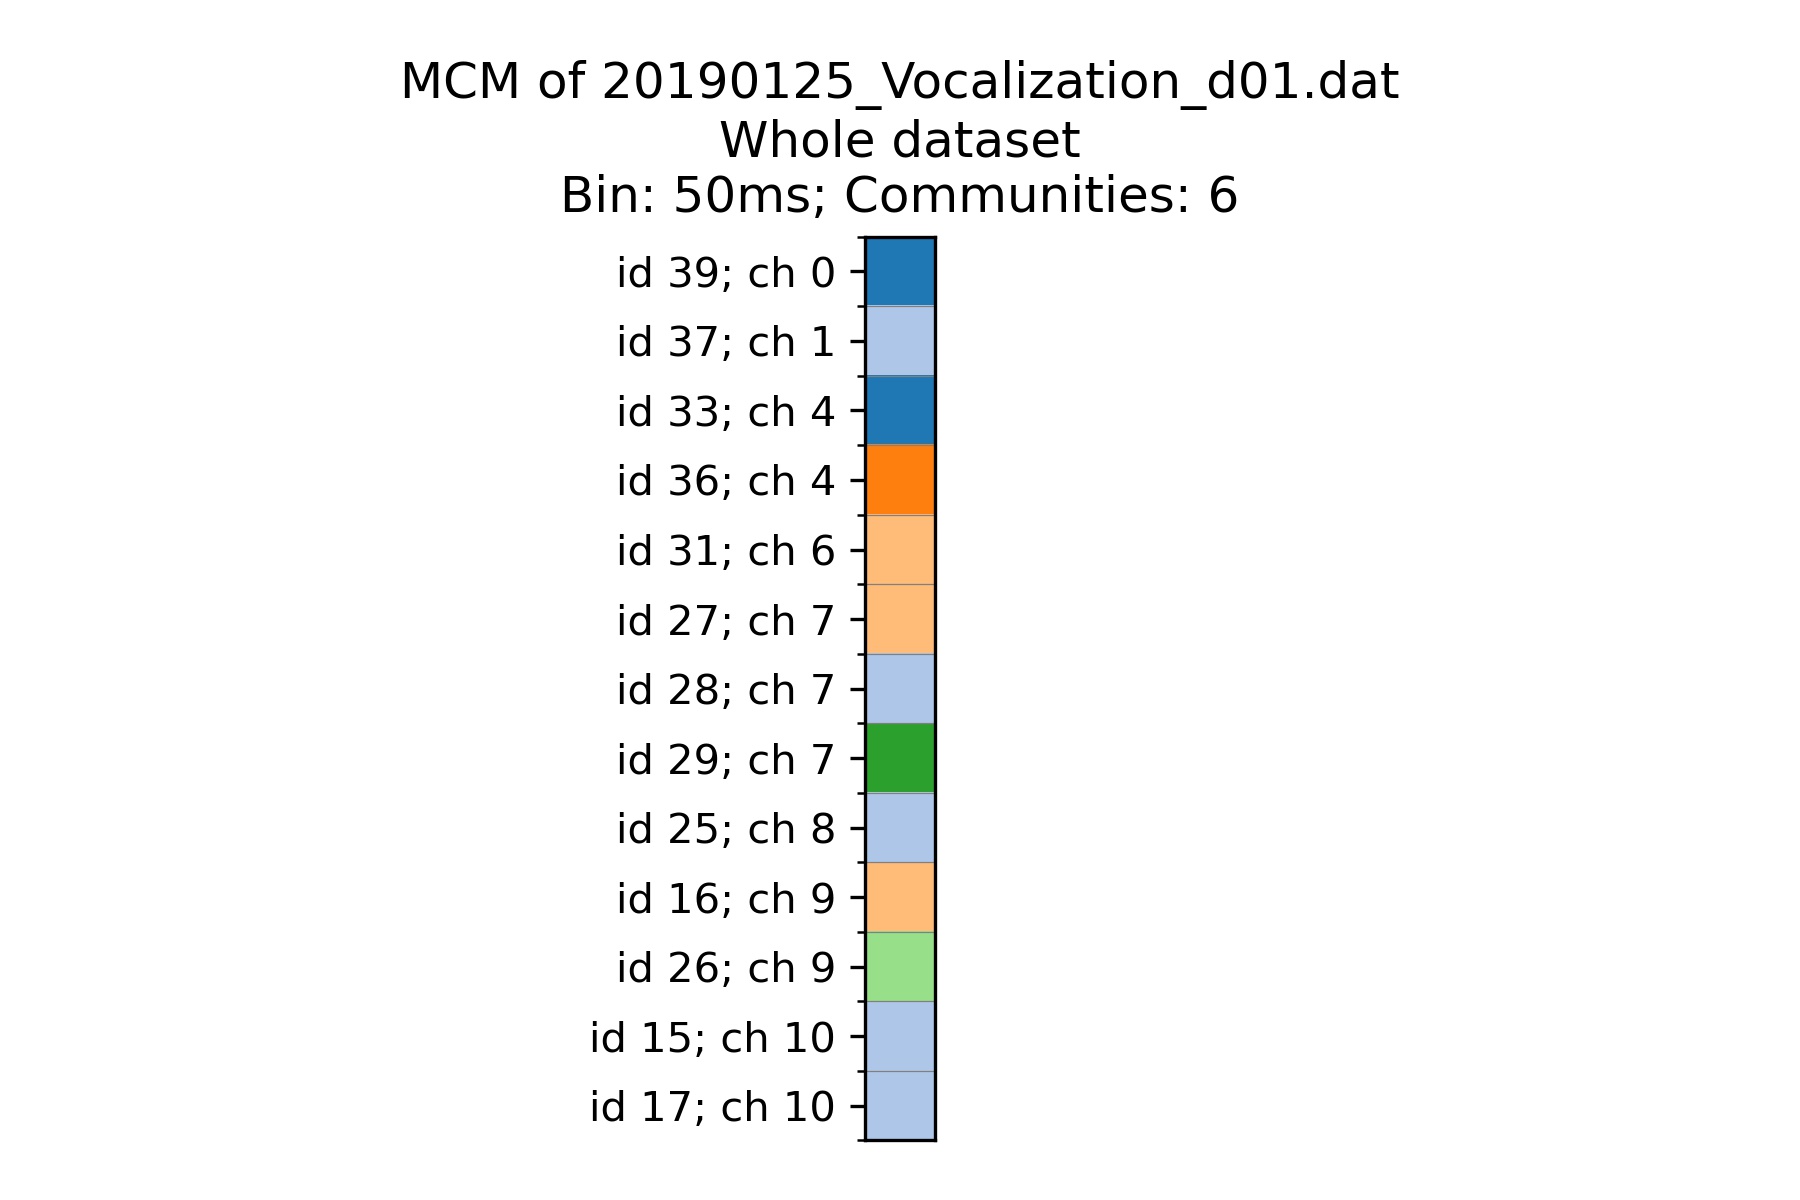 MCM of 20190125_Vocalization_d01.dat
Whole dataset
Bin: 50ms; Communities: 6
id 39; ch 0
id 37; ch 1
id 33; ch 4
id 36; ch 4
id 31; ch 6
id 27; ch 7
id 28; ch 7
id 29; ch 7
id 25; ch 8
id 16; ch 9
id 26; ch 9
id 15; ch 10
id 17; ch 10